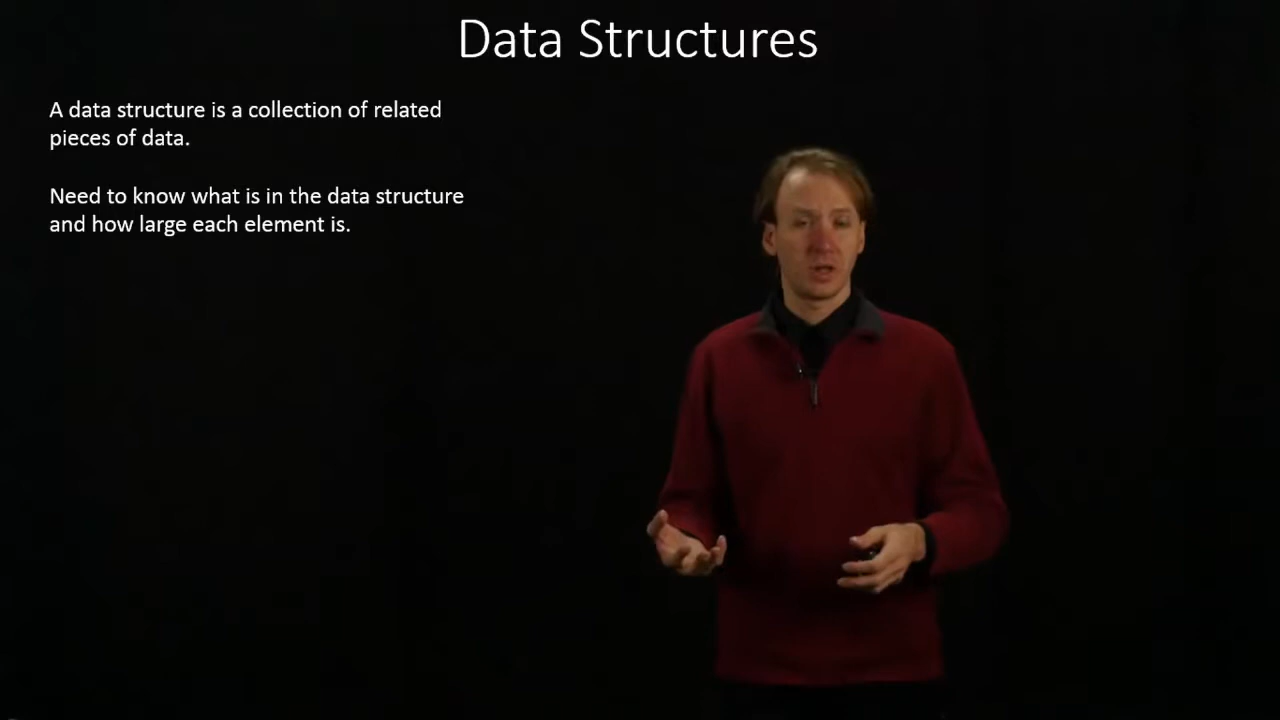 Data Structures
A data structure is a collection of related
pieces of data.
Need to know what is in the data structure
and how large each element is.